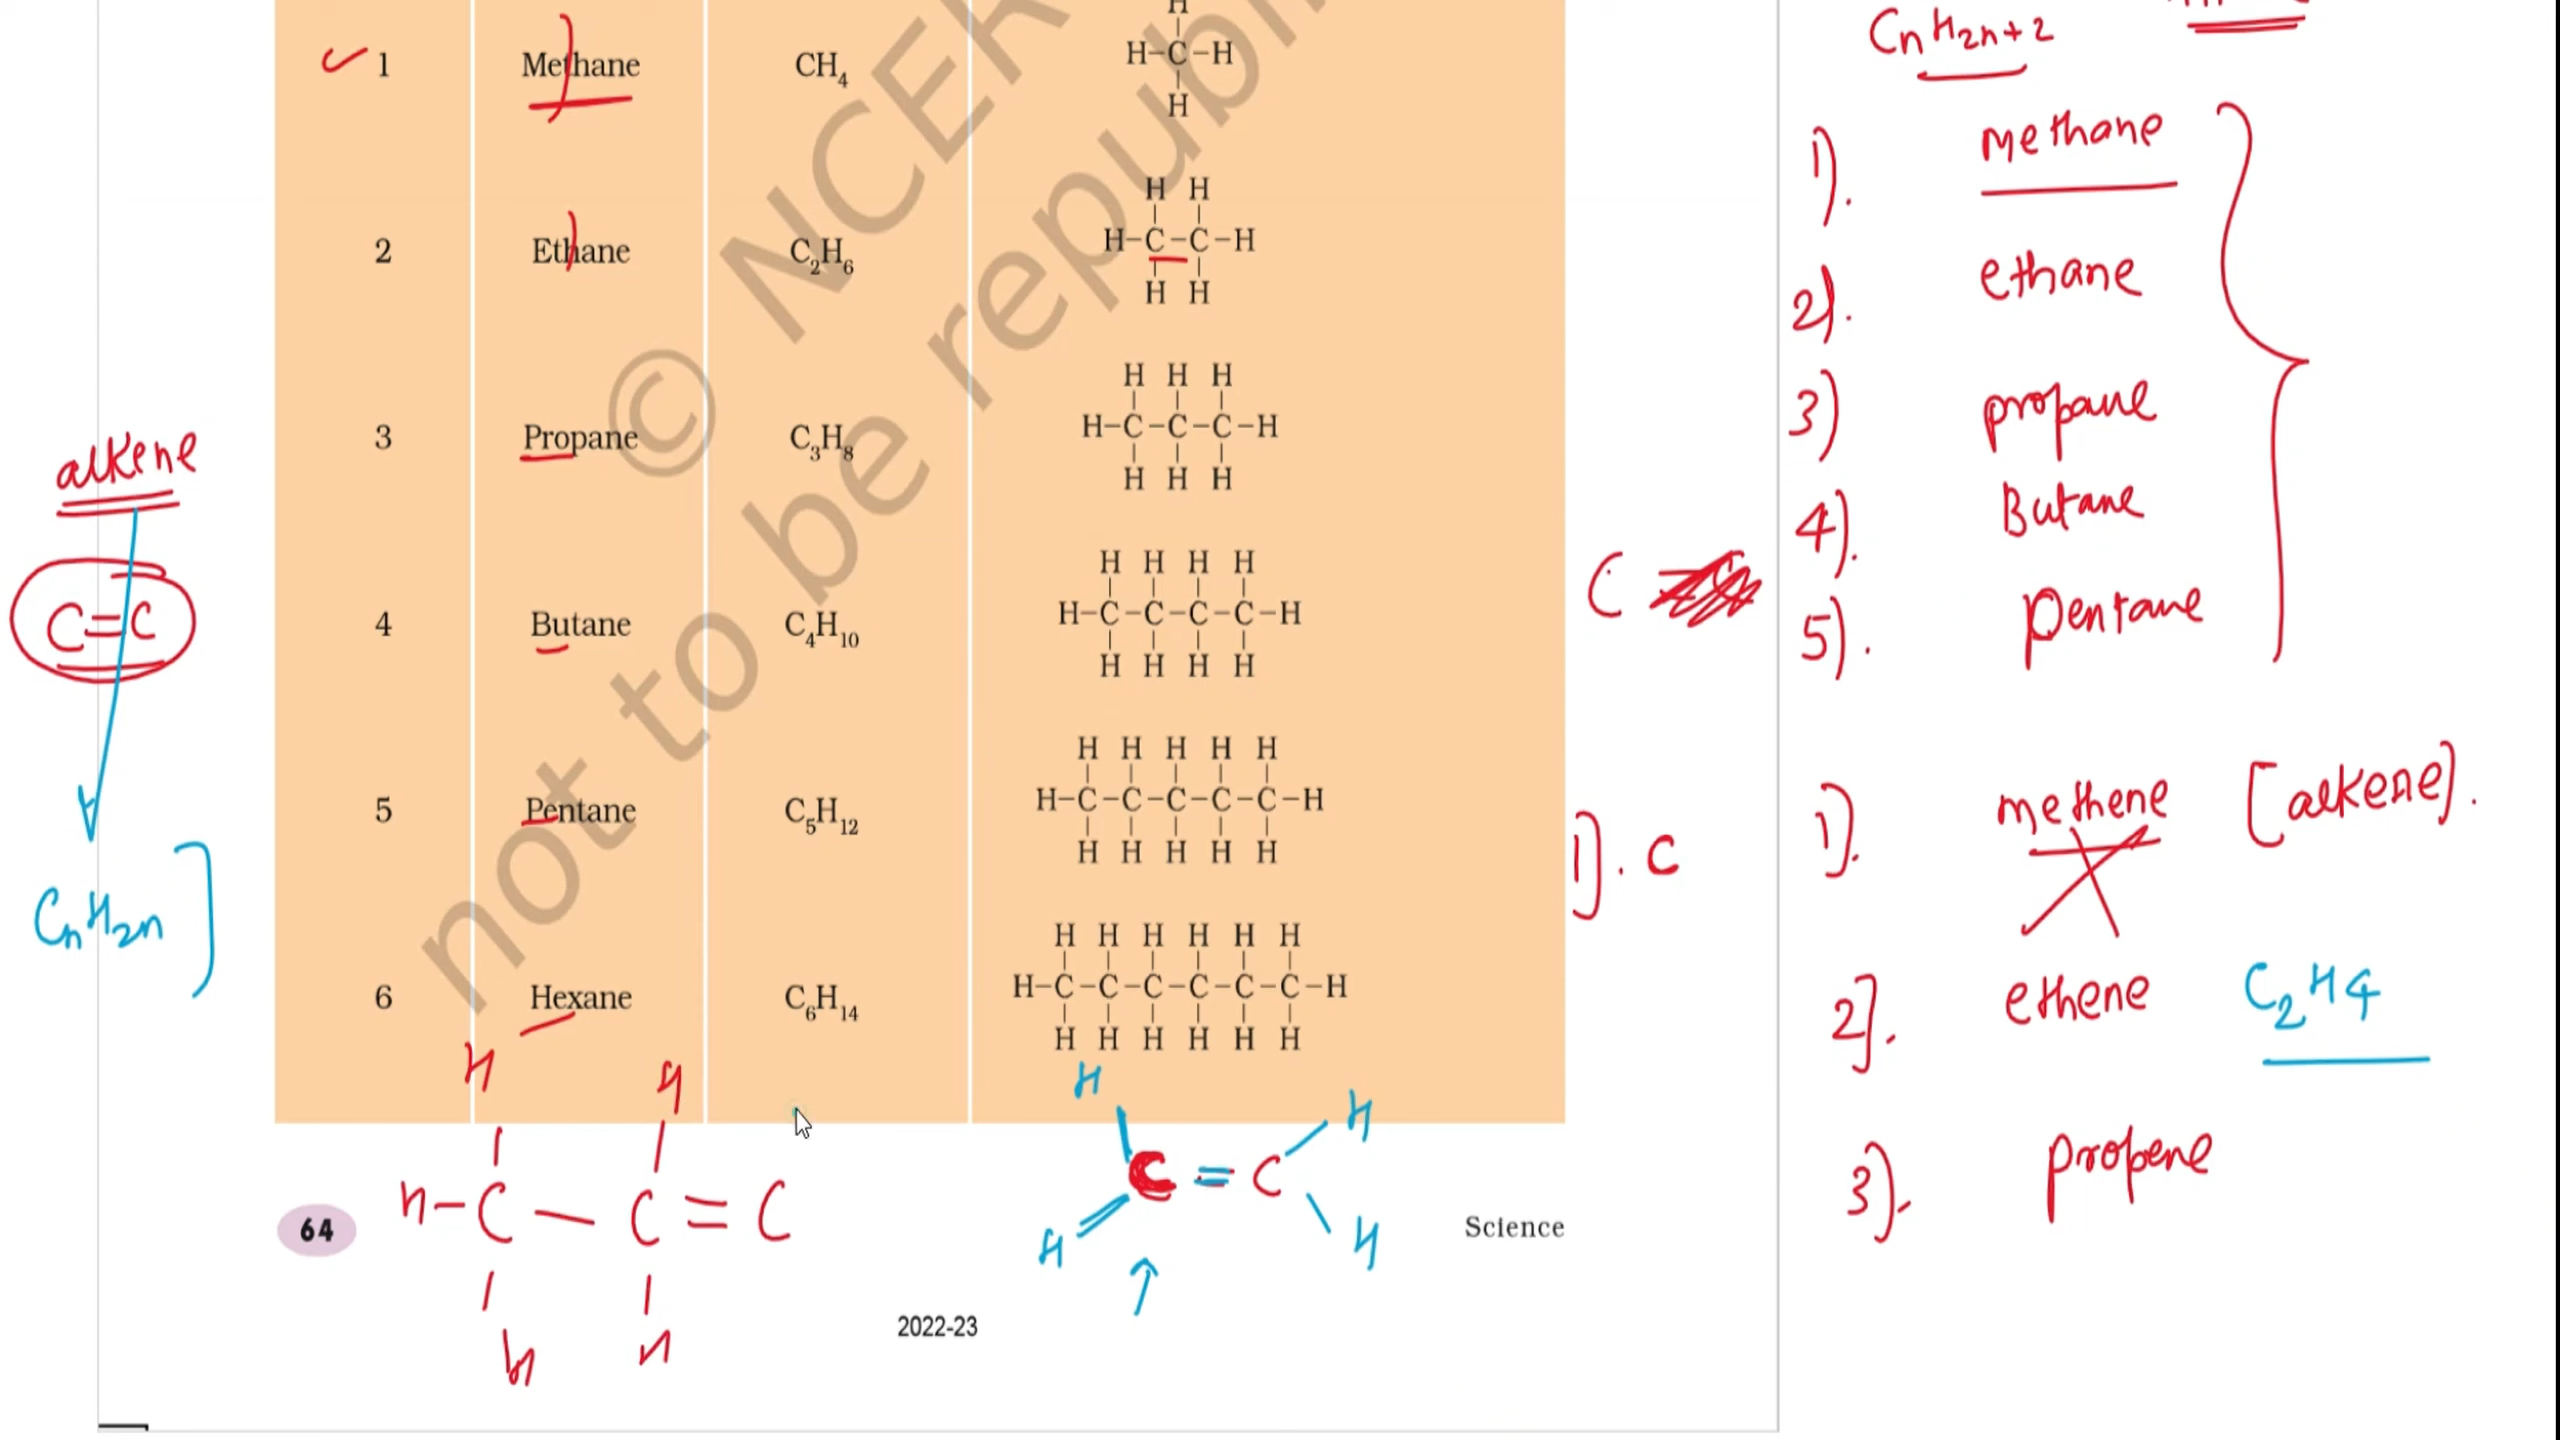 H
1 Methane CH4 H-C-H
H
H H
2 Ethane C2H6 H-C-C-H
H H
H H H
3 Propane C3H8 H-C-C-C-H
H H H
H H H H
4 Butane C4H10 H-C-C-C-C-H
H H H H
H H H H H
5 Pentane C5H12 H-C-C-C-C-C-H
H H H H H
H H H H H H
6 Hexane C6H14 H-C-C-C-C-C-C-H
H H H H H H
© NCER
not to be republi
alkene
C=C
CnH2n
H H
H-C-C=C
H H
H H
C=C
H H
64
Science
2022-23
C
1). C
CnH2n+2
1). Methane
2). ethane
3) propane
4). Butane
5). Pentane
1). methene [alkene].
2]. ethene C2H4
3). propene